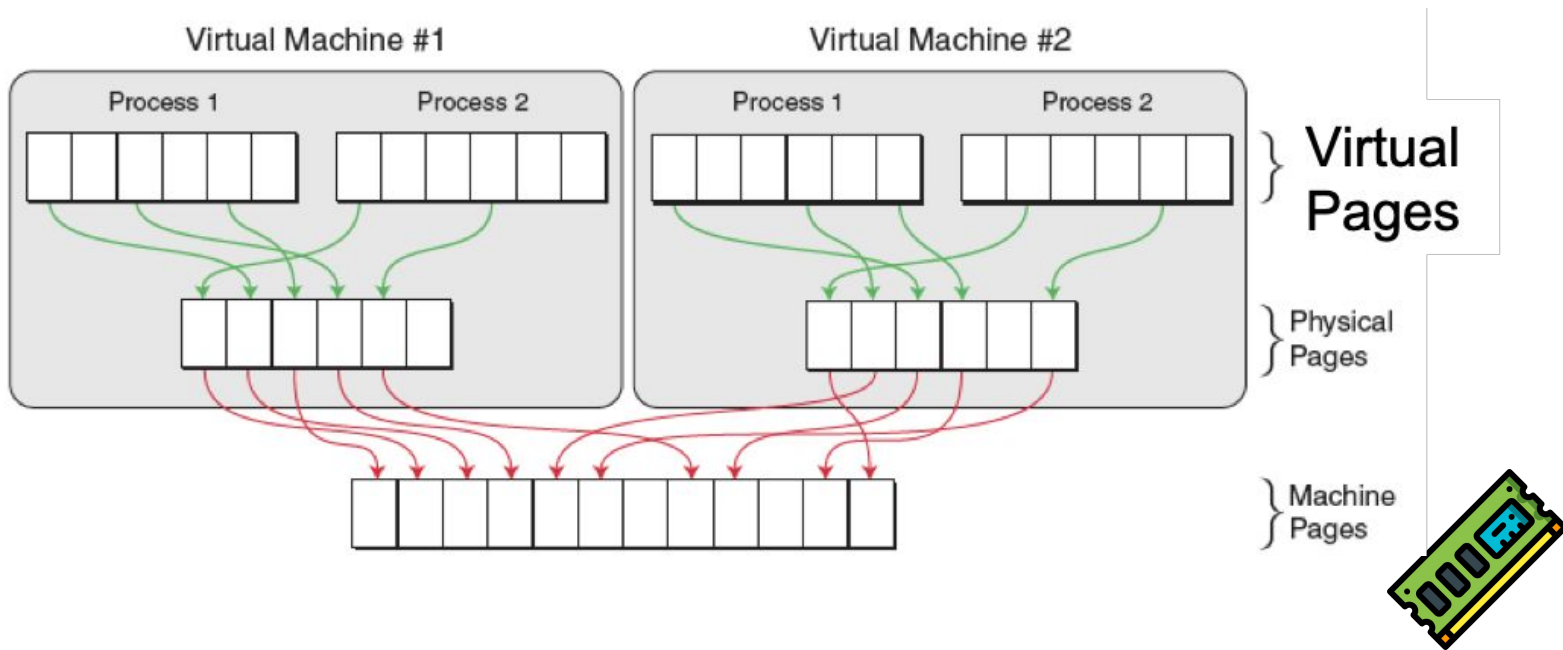 Virtual Machine #1
Virtual Machine #2
Process 1
Process 2
Process 1
Process 2
Virtual
Pages
Physical
Pages
Machine
Pages